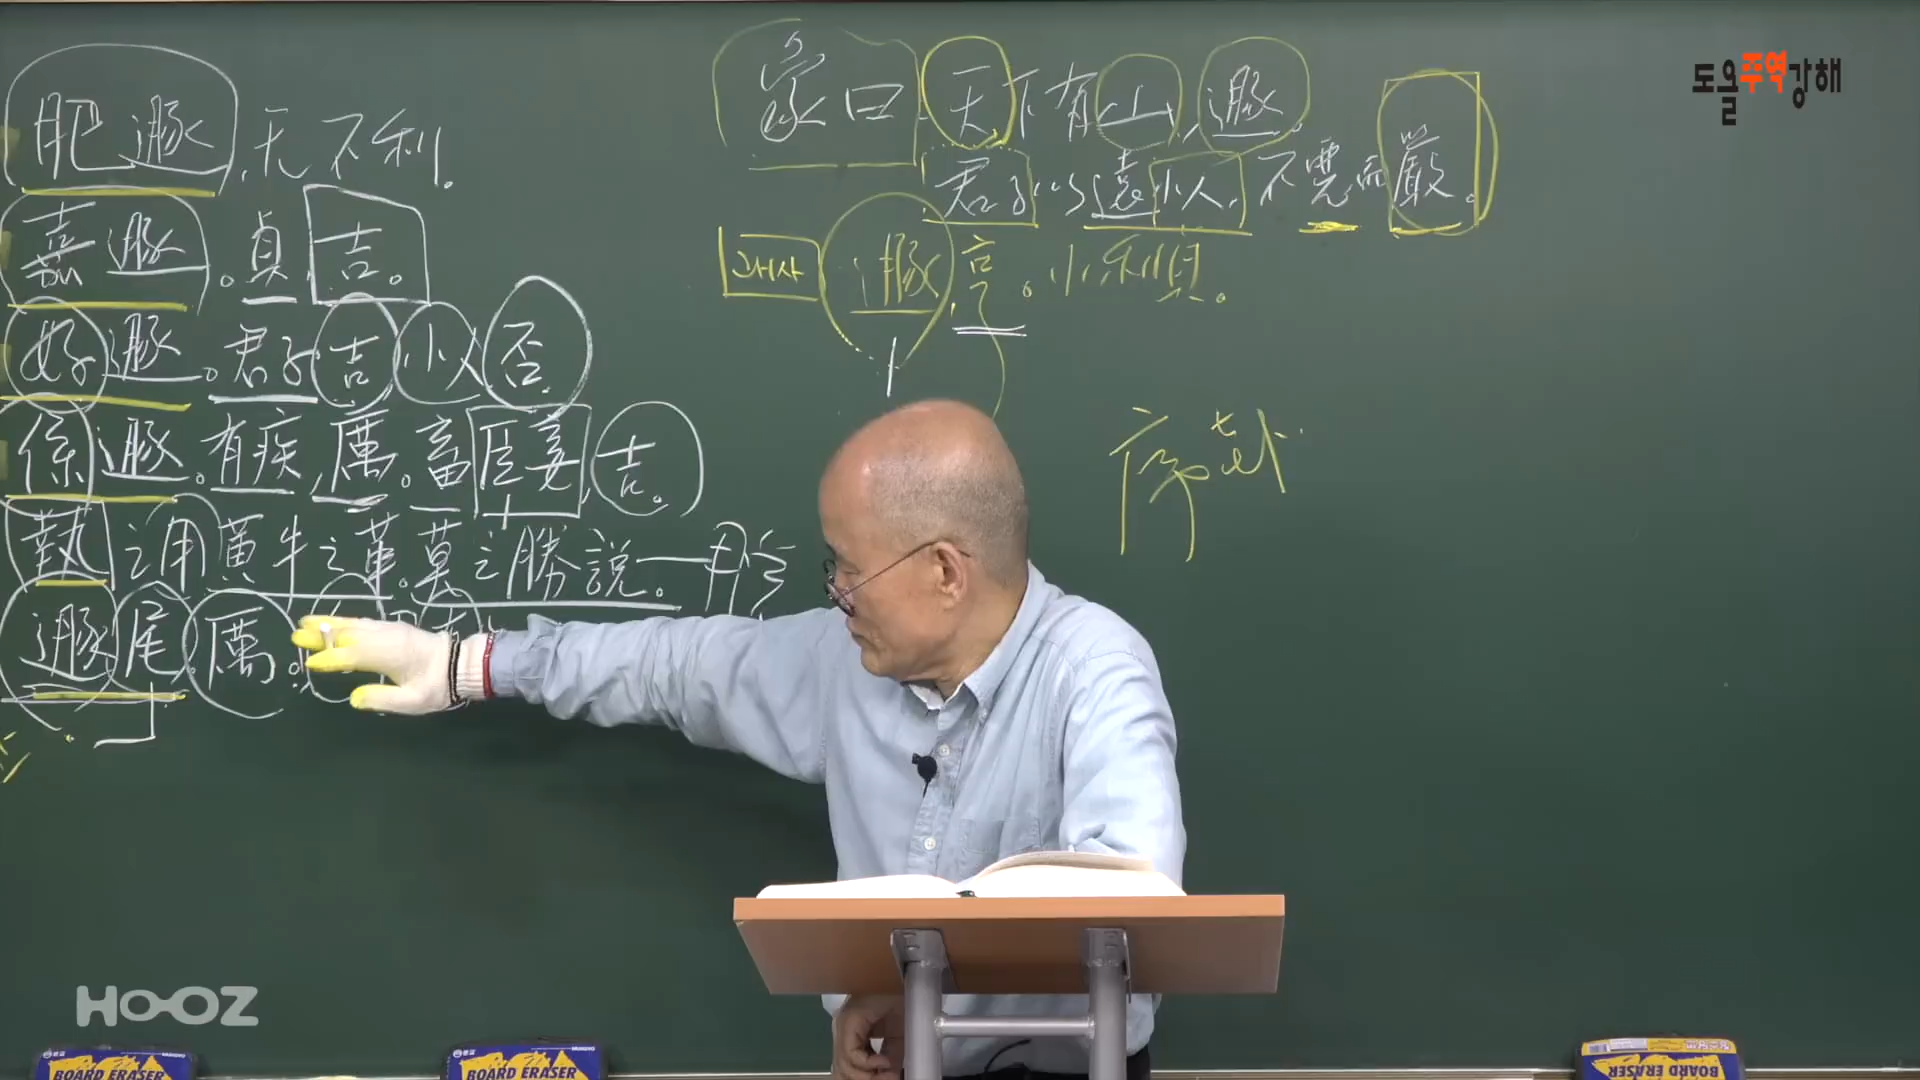 肥遯, 无不利.
嘉遯. 貞吉.
好遯. 君子吉 小人否
係遯. 有疾, 厲. 畜臣妾, 吉.
執之用黃牛之革. 莫之勝說.
遯尾. 厲.
家口. 天下有山, 遯.
君子以遠小人, 不惡而嚴.
괘사 遯, 亨. 小利貞.
序卦
도올주역강해
HOOZ
BOARD ERASER
BOARD ERASER
BOARD ERASER